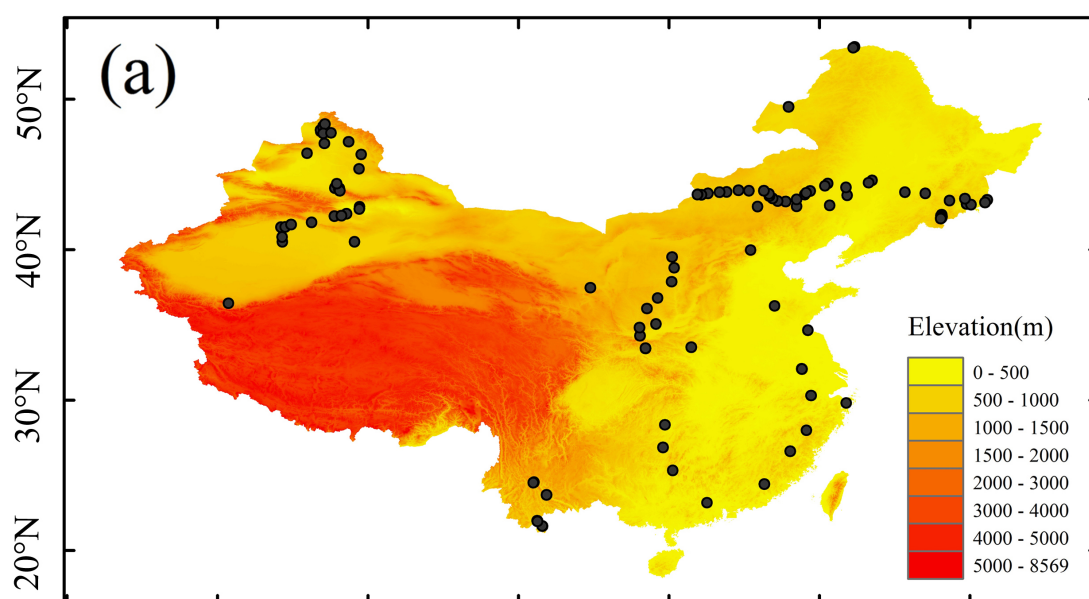 (a)
50°N
40°N
30°N
20°N
Elevation(m)
0 - 500
500 - 1000
1000 - 1500
1500 - 2000
2000 - 3000
3000 - 4000
4000 - 5000
5000 - 8569